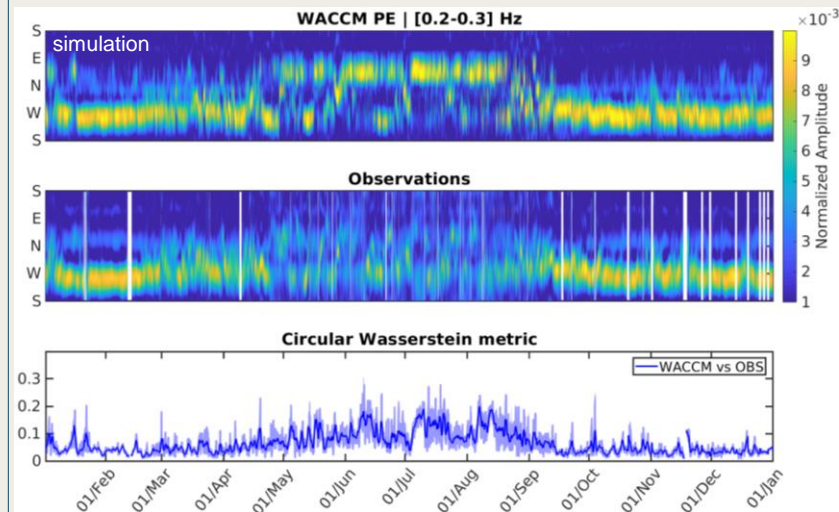 WACCM PE | [0.2-0.3] Hz
×10⁻³
simulation
S
E
N
W
S
9
8
7
6
5
4
3
2
1
Normalized Amplitude
Observations
S
E
N
W
S
Circular Wasserstein metric
WACCM vs OBS
0.3
0.2
0.1
0
01/Feb
01/Mar
01/Apr
01/May
01/Jun
01/Jul
01/Aug
01/Sep
01/Oct
01/Nov
01/Dec
01/Jan